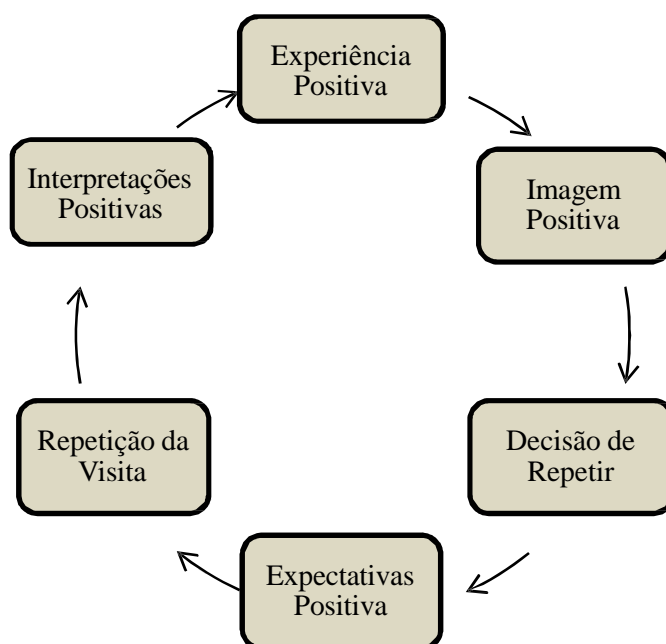 Experiência
Positiva
Imagem
Positiva
Decisão de
Repetir
Expectativas
Positiva
Repetição da
Visita
Interpretações
Positivas